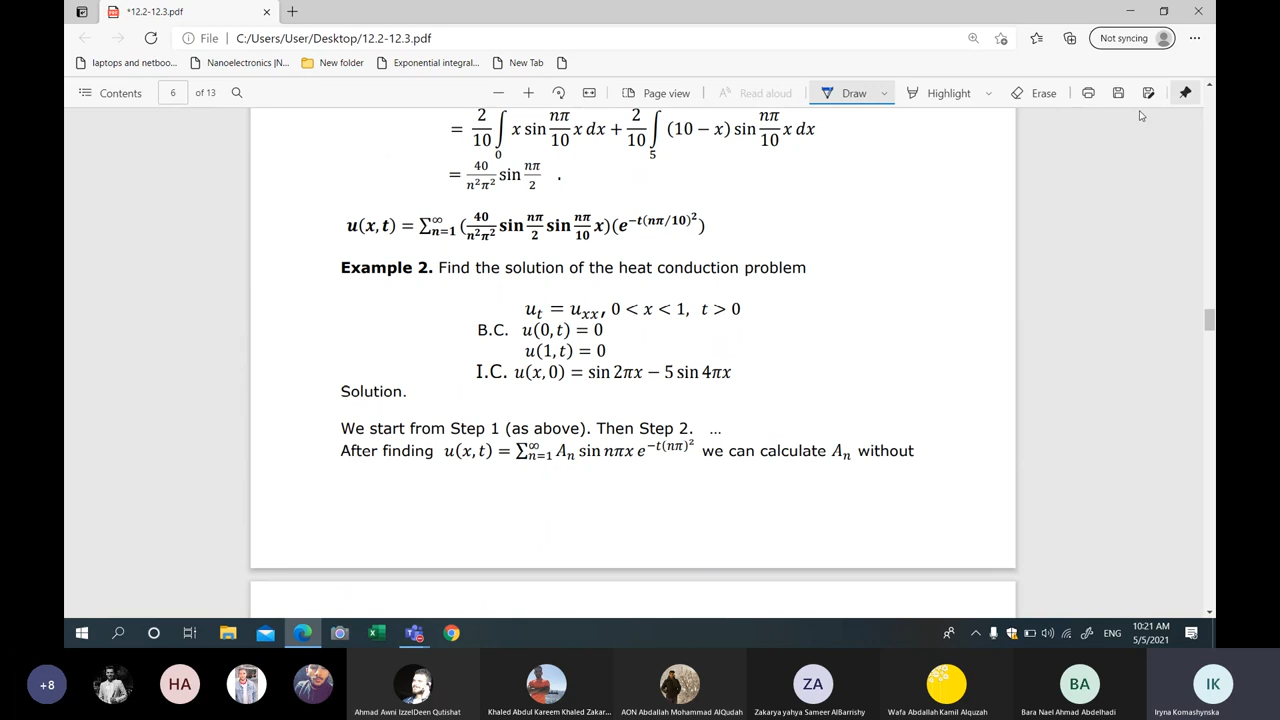 *12.2-12.3.pdf
File C:/Users/User/Desktop/12.2-12.3.pdf Not syncing
laptops and netboo... Nanoelectronics |N... New folder Exponential integral... New Tab
Contents 6 of 13 Page view Read aloud Draw Highlight Erase
= 2/10 ∫₀ x sin nπ/10 x dx + 2/10 ∫₅ (10 − x) sin nπ/10 x dx
= 40/n²π² sin nπ/2 .
u(x, t) = ∑ₙ₌₁^∞ (40/n²π² sin nπ/2 sin nπ/10 x)(e^−t(nπ/10)²)
Example 2. Find the solution of the heat conduction problem
uₜ = uₓₓ, 0 < x < 1, t > 0
B.C. u(0, t) = 0
u(1, t) = 0
I.C. u(x, 0) = sin 2πx − 5 sin 4πx
Solution.
We start from Step 1 (as above). Then Step 2. ...
After finding u(x, t) = ∑ₙ₌₁^∞ Aₙ sin nπx e^−t(nπ)² we can calculate Aₙ without
ENG
10:21 AM
5/5/2021
+8 HA ZA BA IK
Ahmad Awni IzzelDeen Qutishat Khaled Abdul Kareem Khaled Zakar... AON Abdallah Mohammad AlQudah Zakarya yahya Sameer AlBarrishy Wafa Abdallah Kamil Alquzah Bara Nael Ahmad Abdelhadi Iryna Komashynska